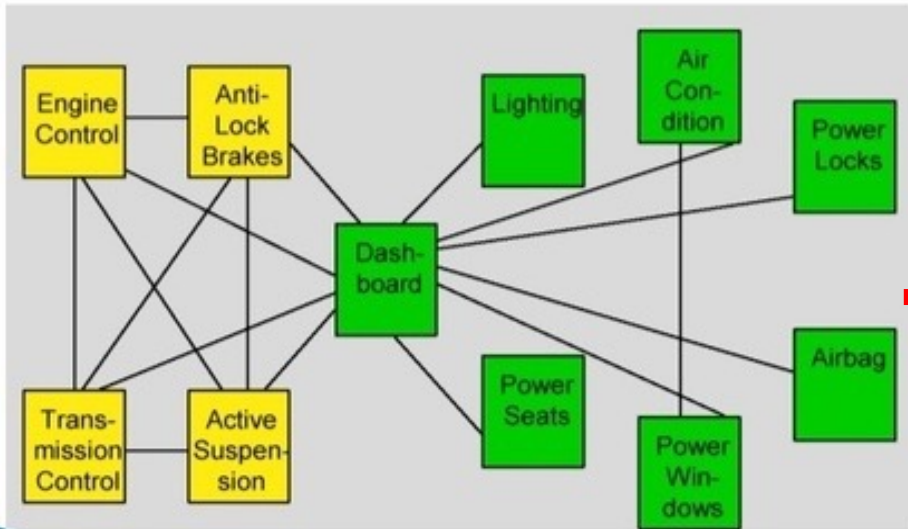 Engine
Control
Anti-
Lock
Brakes
Lighting
Air
Con-
dition
Power
Locks
Dash-
board
Trans-
mission
Control
Active
Suspen-
sion
Power
Seats
Power
Win-
dows
Airbag